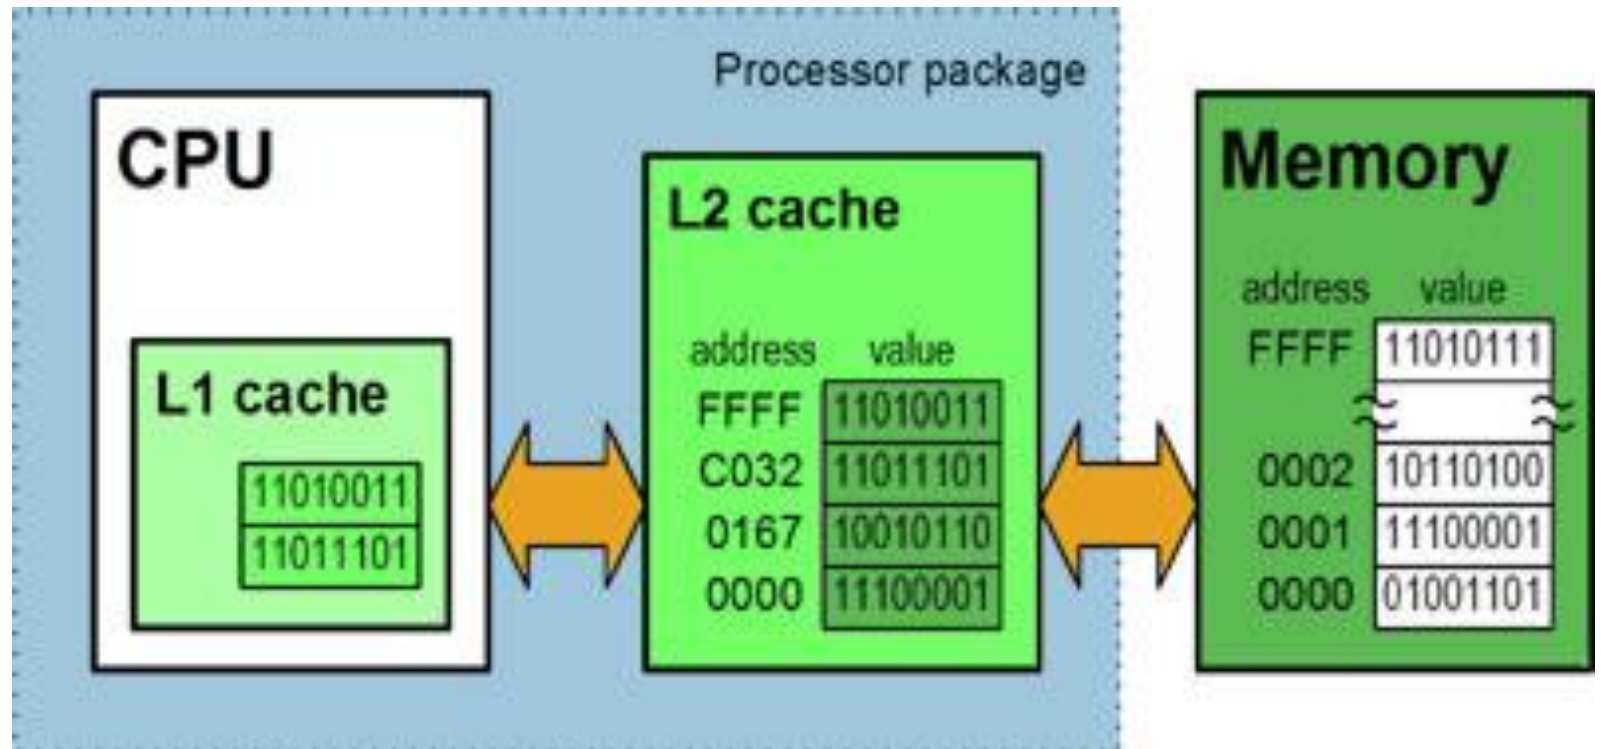 Processor package
CPU
L1 cache
11010011
11011101
L2 cache
address value
FFFF 11010011
C032 11011101
0167 10010110
0000 11100001
Memory
address value
FFFF 11010111
0002 10110100
0001 11100001
0000 01001101